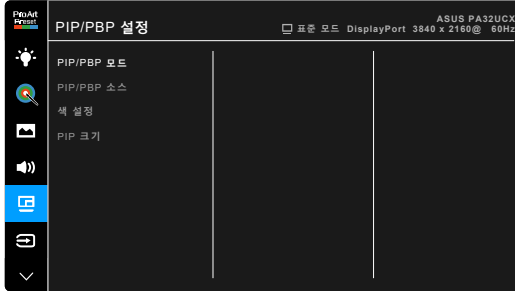 ProArt
Preset
PIP/PBP 설정
ASUS PA32UCX
표준 모드 DisplayPort 3840 x 2160@ 60Hz
PIP/PBP 모드
PIP/PBP 소스
색 설정
PIP 크기